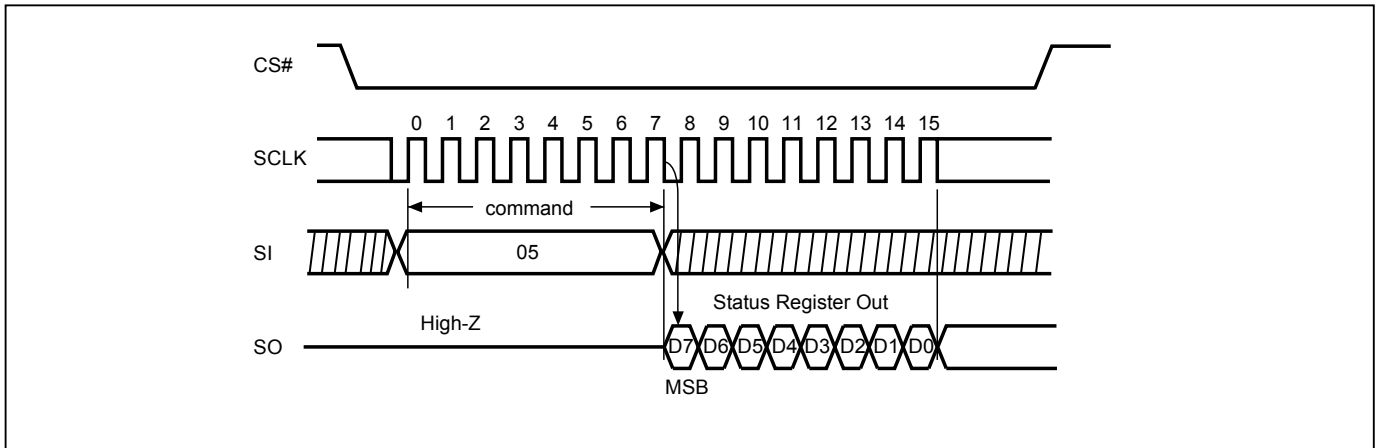 CS#
0 1 2 3 4 5 6 7 8 9 10 11 12 13 14 15
SCLK
command
SI
05
Status Register Out
High-Z
SO
D7 D6 D5 D4 D3 D2 D1 D0
MSB